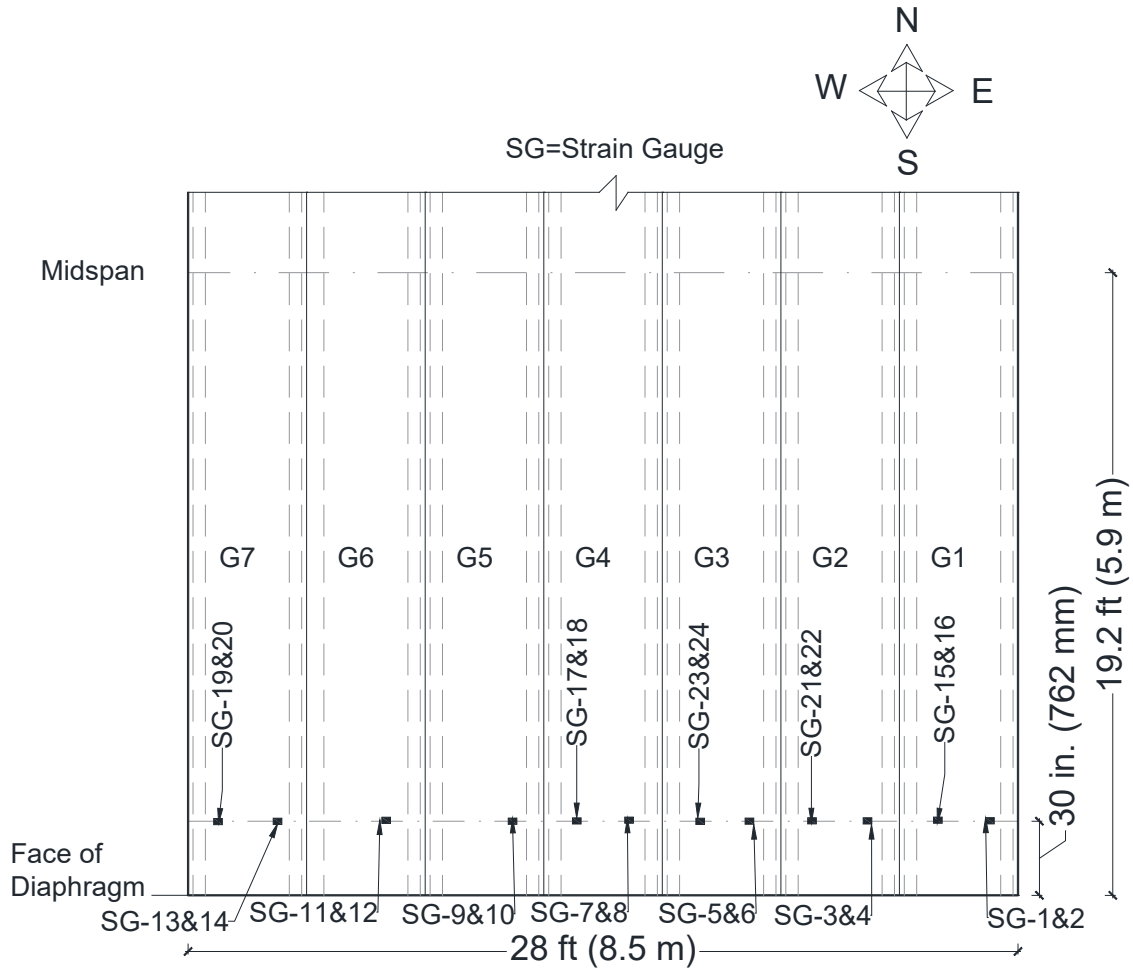 N
W
E
S
SG=Strain Gauge
Midspan
G7
G6
G5
G4
G3
G2
G1
SG-19&20
SG-17&18
SG-23&24
SG-21&22
SG-15&16
30 in. (762 mm)
19.2 ft (5.9 m)
Face of
Diaphragm
SG-13&14
SG-11&12
SG-9&10
SG-7&8
SG-5&6
SG-3&4
SG-1&2
28 ft (8.5 m)